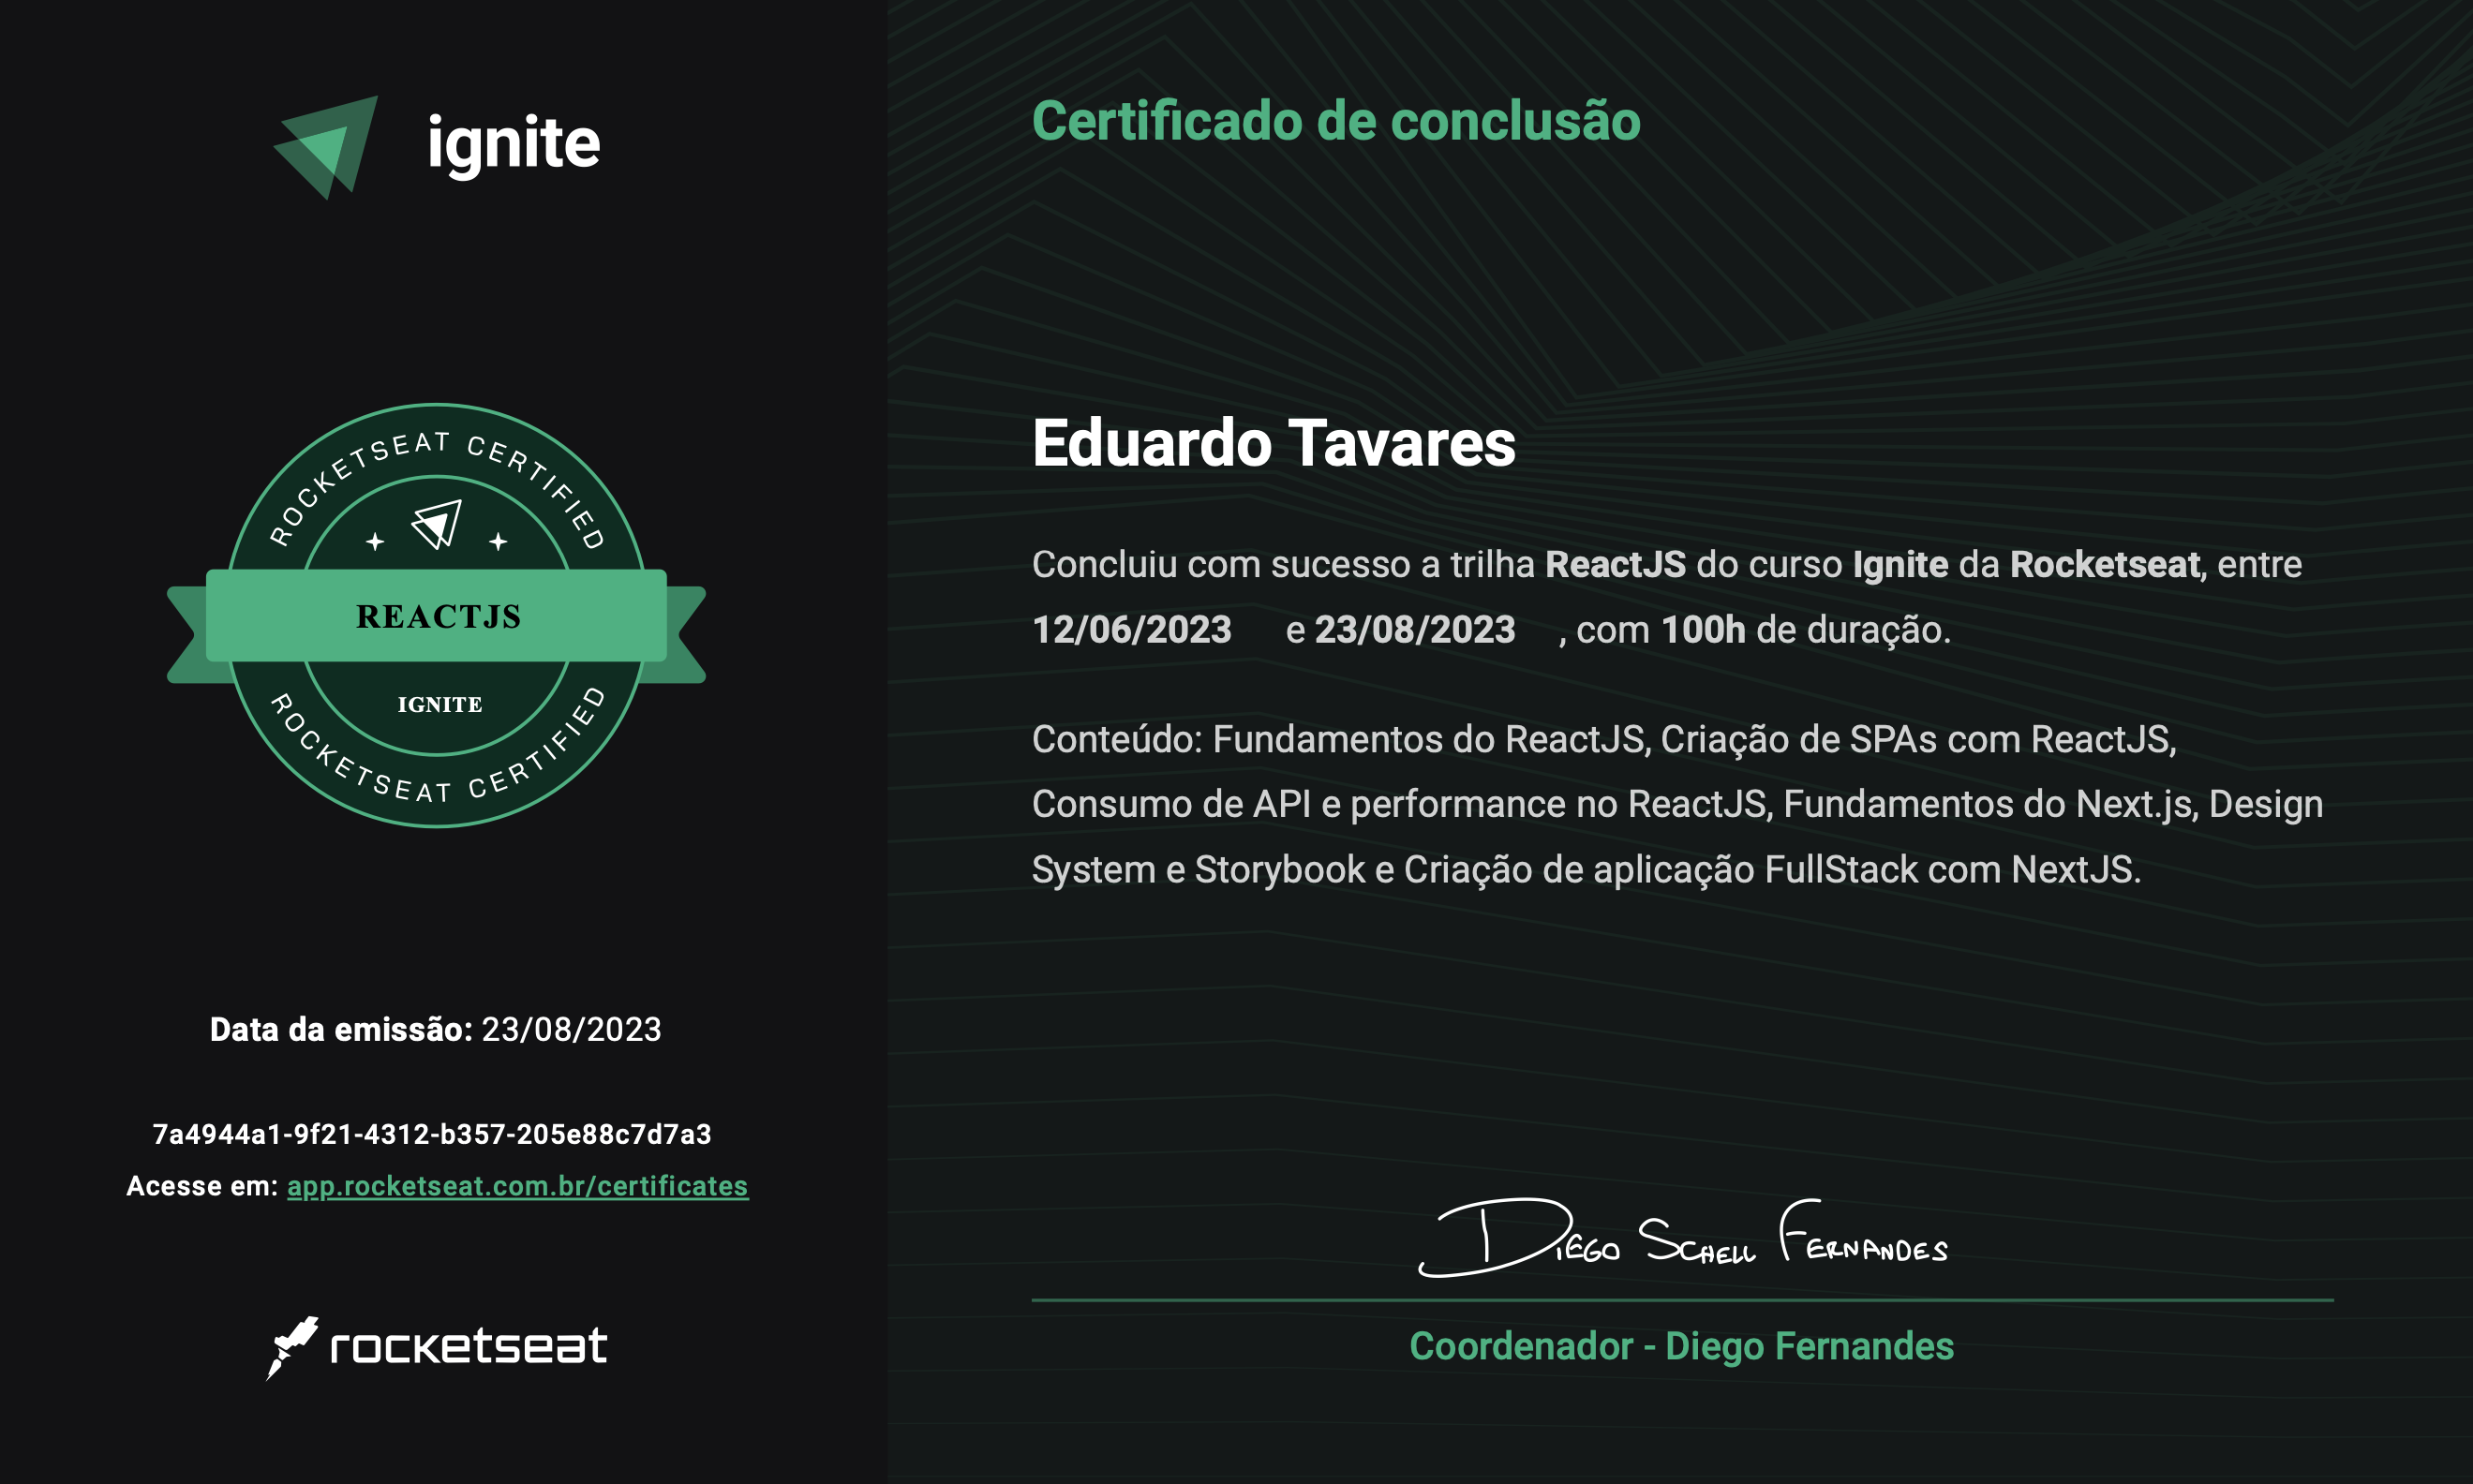 ignite
ROCKETSEAT CERTIFIED
REACTJS
IGNITE
ROCKETSEAT CERTIFIED
Data da emissão: 23/08/2023
7a4944a1-9f21-4312-b357-205e88c7d7a3
Acesse em: app.rocketseat.com.br/certificates
rocketseat
Certificado de conclusão
Eduardo Tavares
Concluiu com sucesso a trilha ReactJS do curso Ignite da Rocketseat, entre
12/06/2023 e 23/08/2023 , com 100h de duração.
Conteúdo: Fundamentos do ReactJS, Criação de SPAs com ReactJS,
Consumo de API e performance no ReactJS, Fundamentos do Next.js, Design
System e Storybook e Criação de aplicação FullStack com NextJS.
DIEGO SCHELL FERNANDES
Coordenador - Diego Fernandes